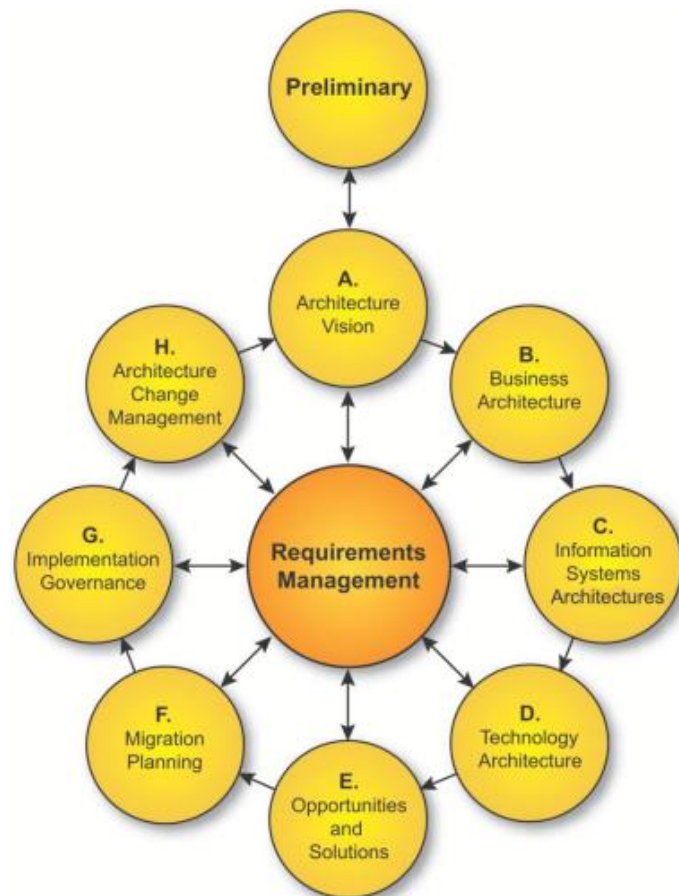 Preliminary
A.
Architecture
Vision
B.
Business
Architecture
C.
Information
Systems
Architectures
D.
Technology
Architecture
E.
Opportunities
and
Solutions
F.
Migration
Planning
G.
Implementation
Governance
H.
Architecture
Change
Management
Requirements
Management